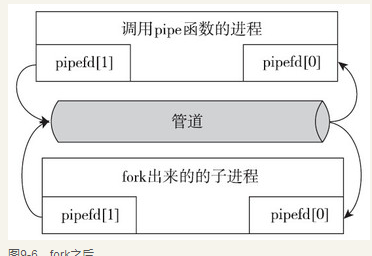 调用pipe函数的进程
pipefd[1]
pipefd[0]
管道
fork出来的的子进程
pipefd[1]
pipefd[0]
图9-6 fork之后